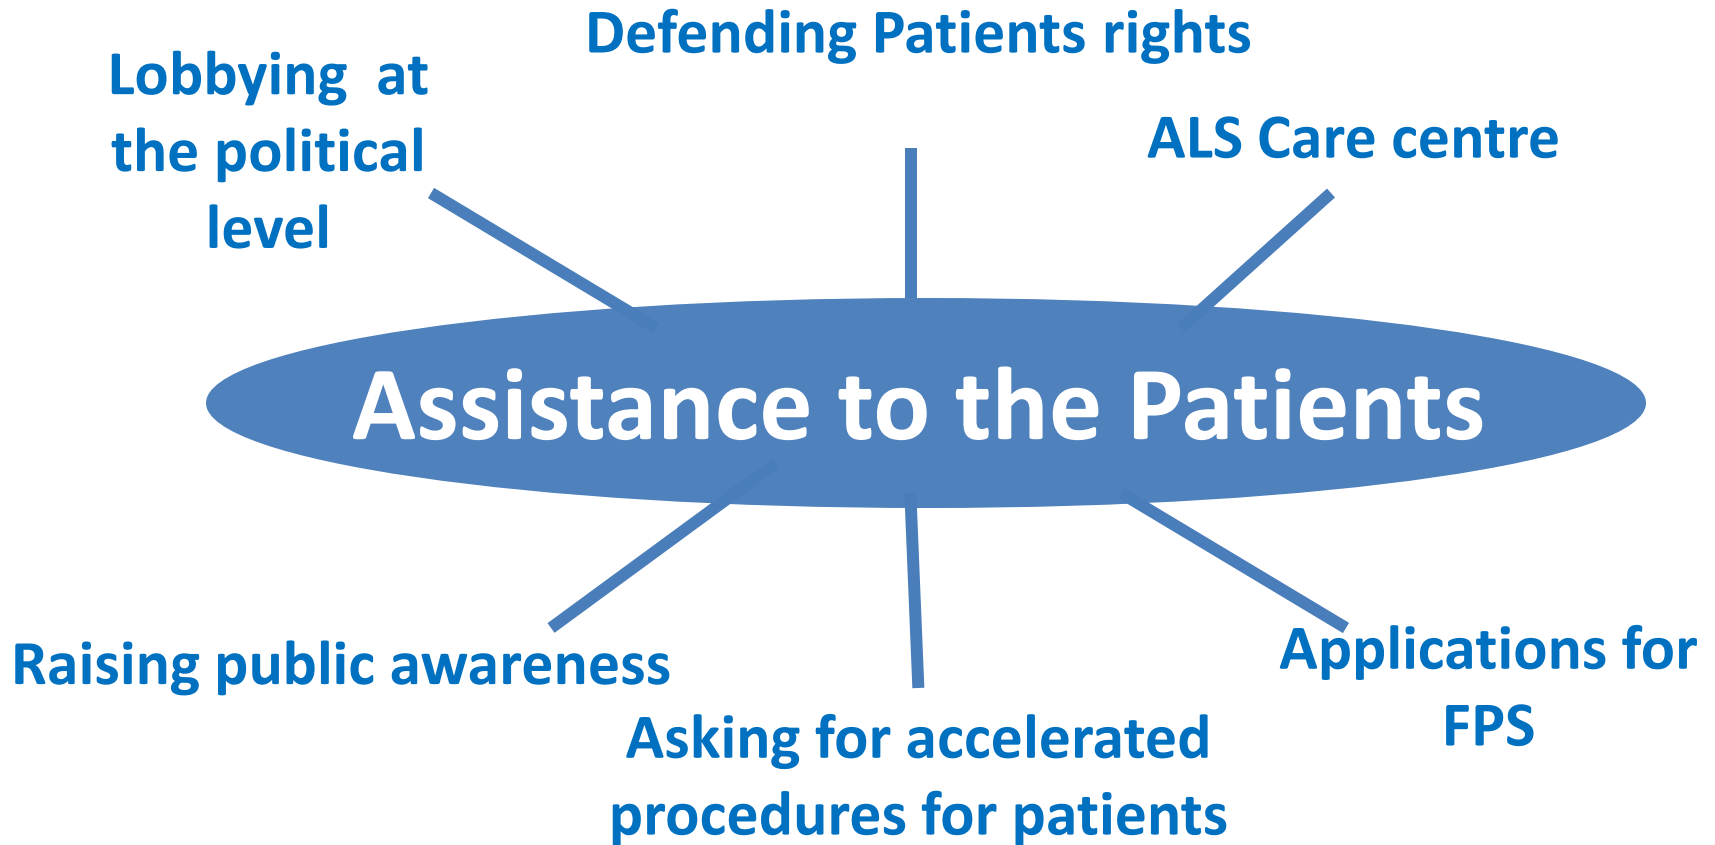 Defending Patients rights
Lobbying  at
the political
level
ALS Care centre
Assistance to the Patients
Raising public awareness
Asking for accelerated
procedures for patients
Applications for
FPS